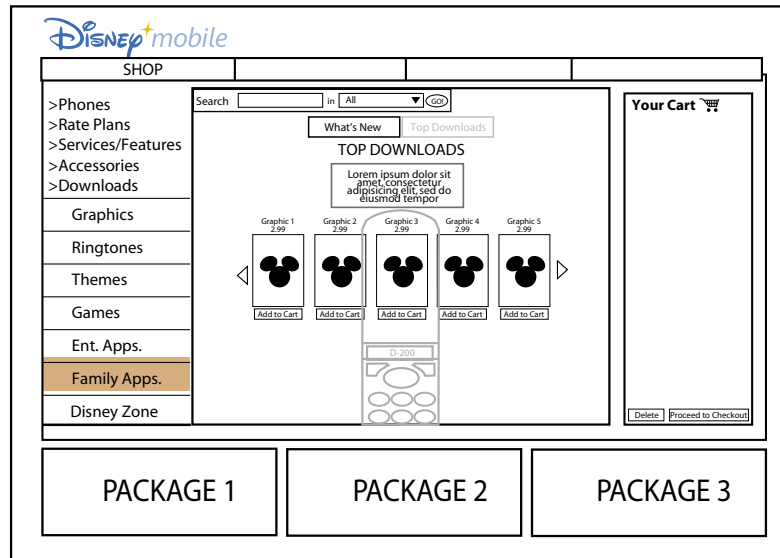 Disney mobile
SHOP
>Phones
>Rate Plans
>Services/Features
>Accessories
>Downloads
Graphics
Ringtones
Themes
Games
Ent. Apps.
Family Apps.
Disney Zone
Search in All GO!
What's New Top Downloads
TOP DOWNLOADS
Lorem ipsum dolor sit
amet, consectetur
adipisicing elit, sed do
eiusmod tempor
Graphic 1 Graphic 2 Graphic 3 Graphic 4 Graphic 5
2.99 2.99 2.99 2.99 2.99
Add to Cart Add to Cart Add to Cart Add to Cart Add to Cart
D-200
Your Cart
Delete Proceed to Checkout
PACKAGE 1 PACKAGE 2 PACKAGE 3